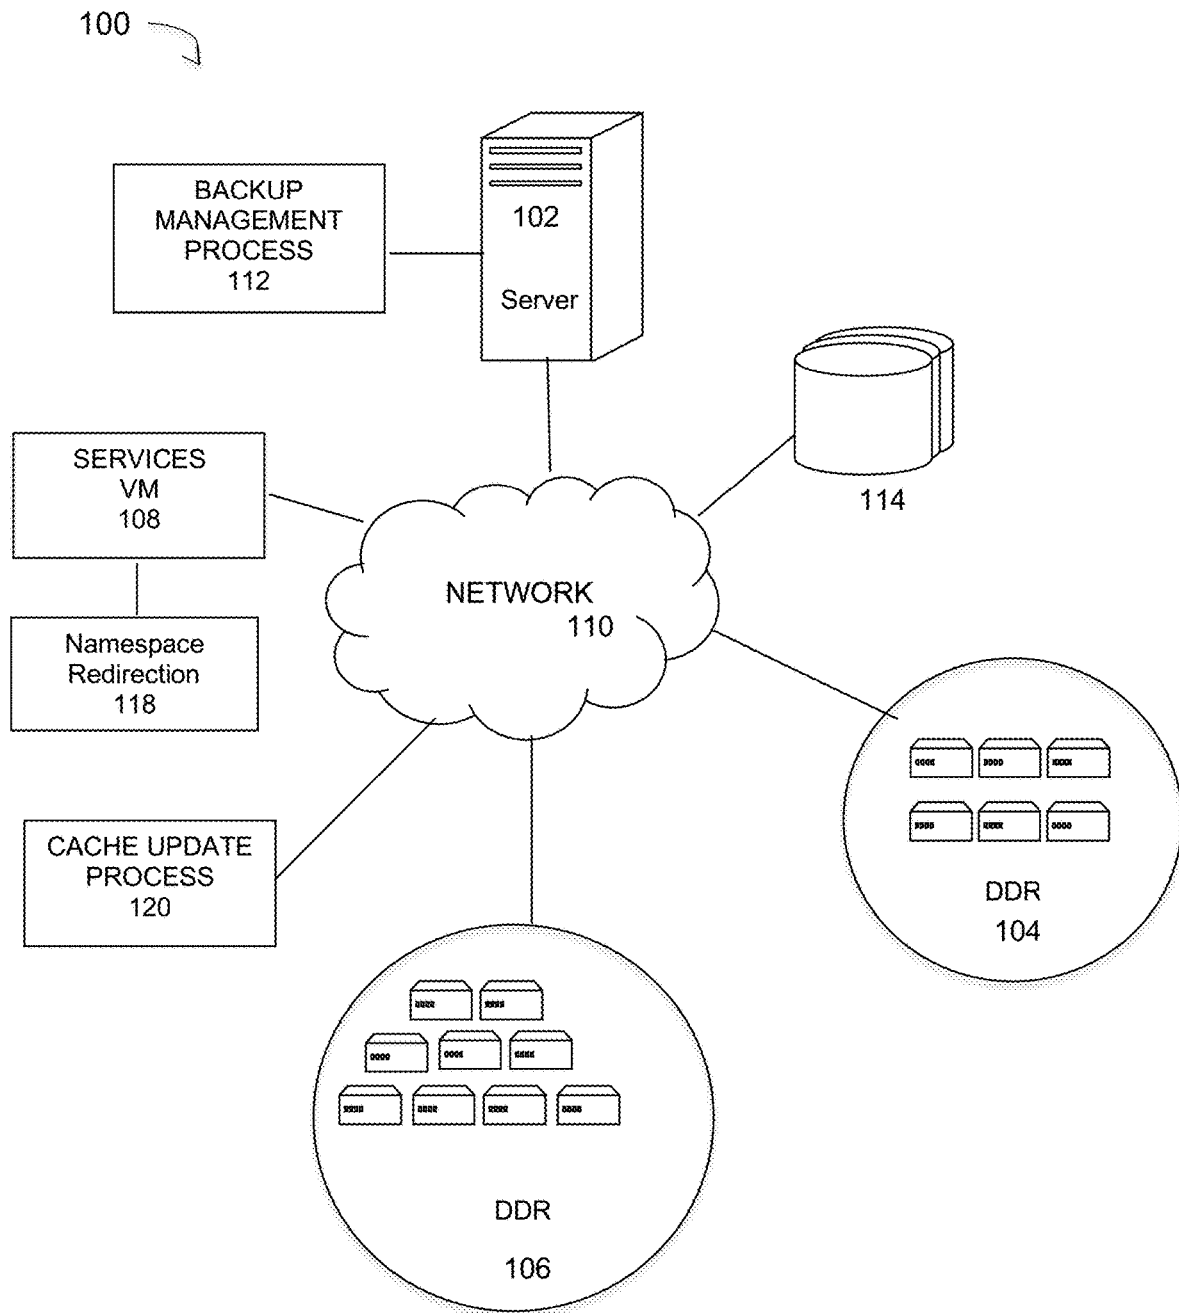 100
BACKUP
MANAGEMENT
PROCESS
112
102
Server
114
SERVICES
VM
108
NETWORK
110
Namespace
Redirection
118
CACHE UPDATE
PROCESS
120
DDR
104
DDR
106